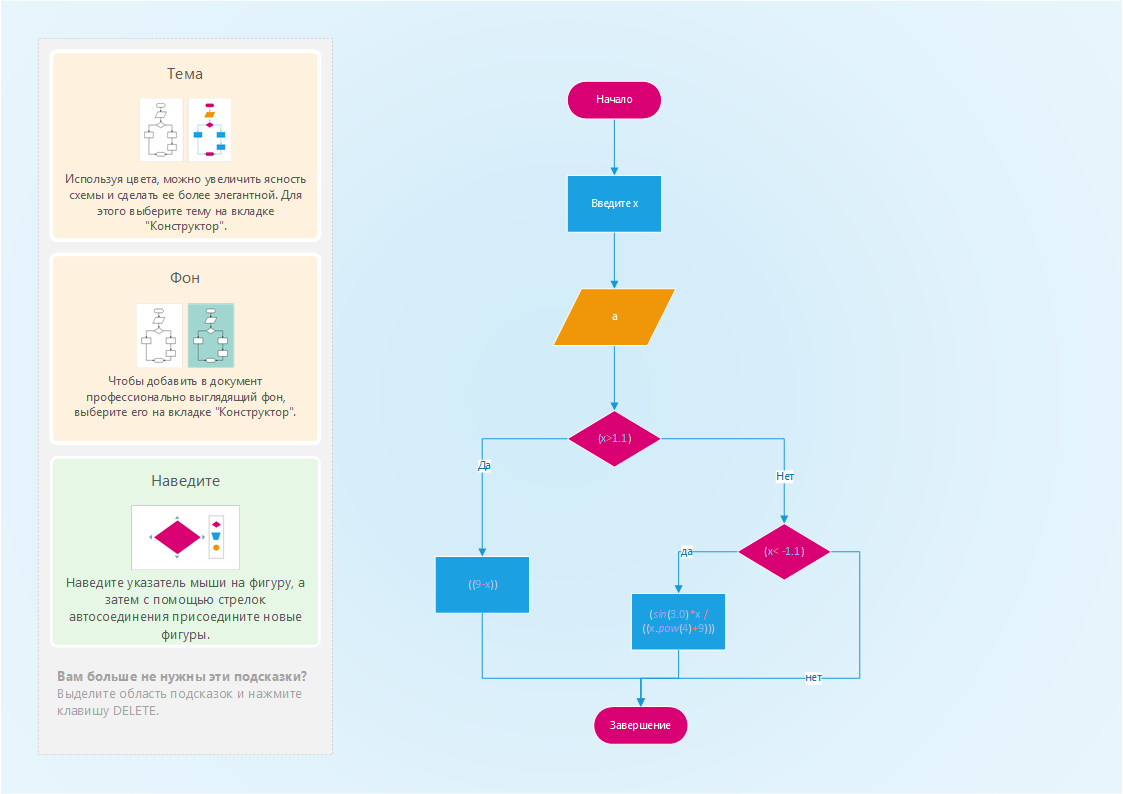 Тема
Используя цвета, можно увеличить ясность
схемы и сделать ее более элегантной. Для
этого выберите тему на вкладке
"Конструктор".
Фон
Чтобы добавить в документ
профессионально выглядящий фон,
выберите его на вкладке "Конструктор".
Наведите
Наведите указатель мыши на фигуру, а
затем с помощью стрелок
автосоединения присоедините новые
фигуры.
Вам больше не нужны эти подсказки?
Выделите область подсказок и нажмите
клавишу DELETE.
Начало
Введите x
a
(x>1.1)
Да
Нет
(x< -1.1)
да
((9-x))
(sin(3.0)*x /
((x.pow(4)+9)))
нет
Завершение